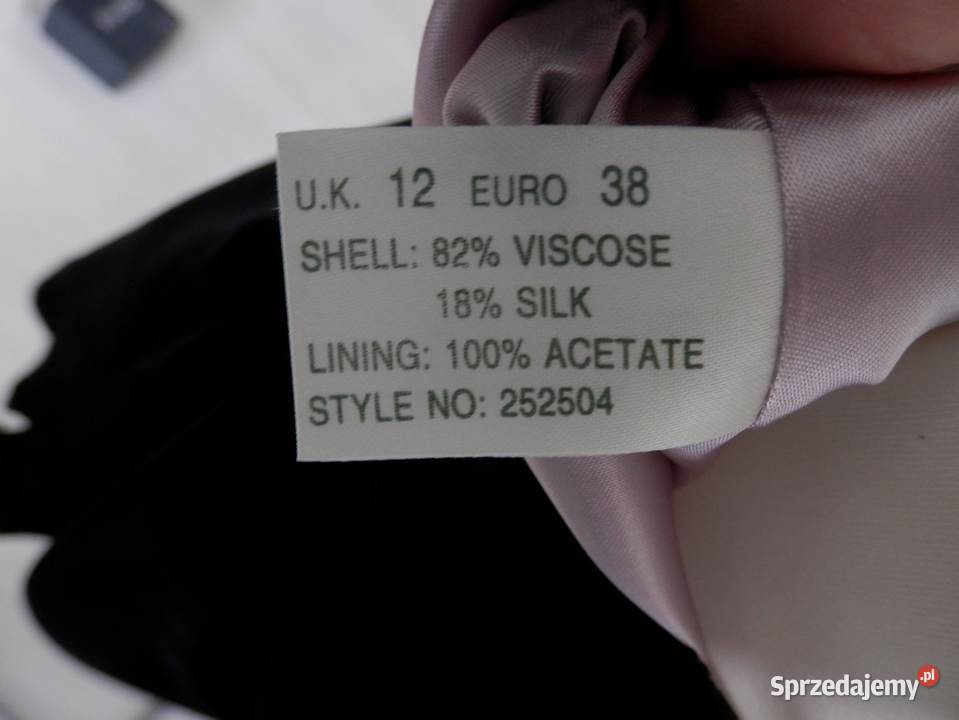 U.K. 12 EURO 38
SHELL: 82% VISCOSE
18% SILK
LINING: 100% ACETATE
STYLE NO: 252504
Sprzedajemy.pl